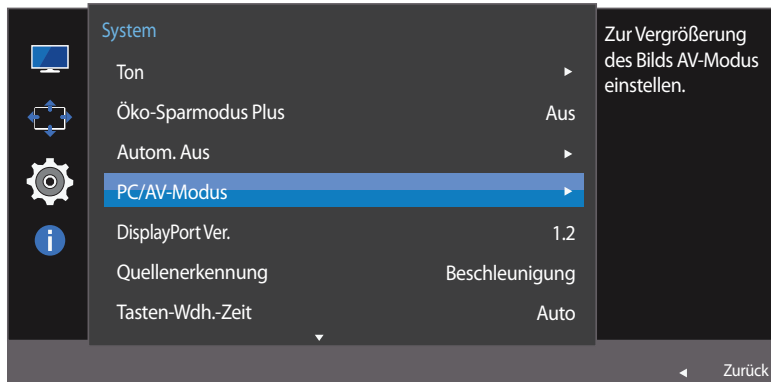 System
Ton
Öko-Sparmodus Plus Aus
Autom. Aus
PC/AV-Modus
DisplayPort Ver. 1.2
Quellenerkennung Beschleunigung
Tasten-Wdh.-Zeit Auto
Zur Vergrößerung
des Bilds AV-Modus
einstellen.
Zurück